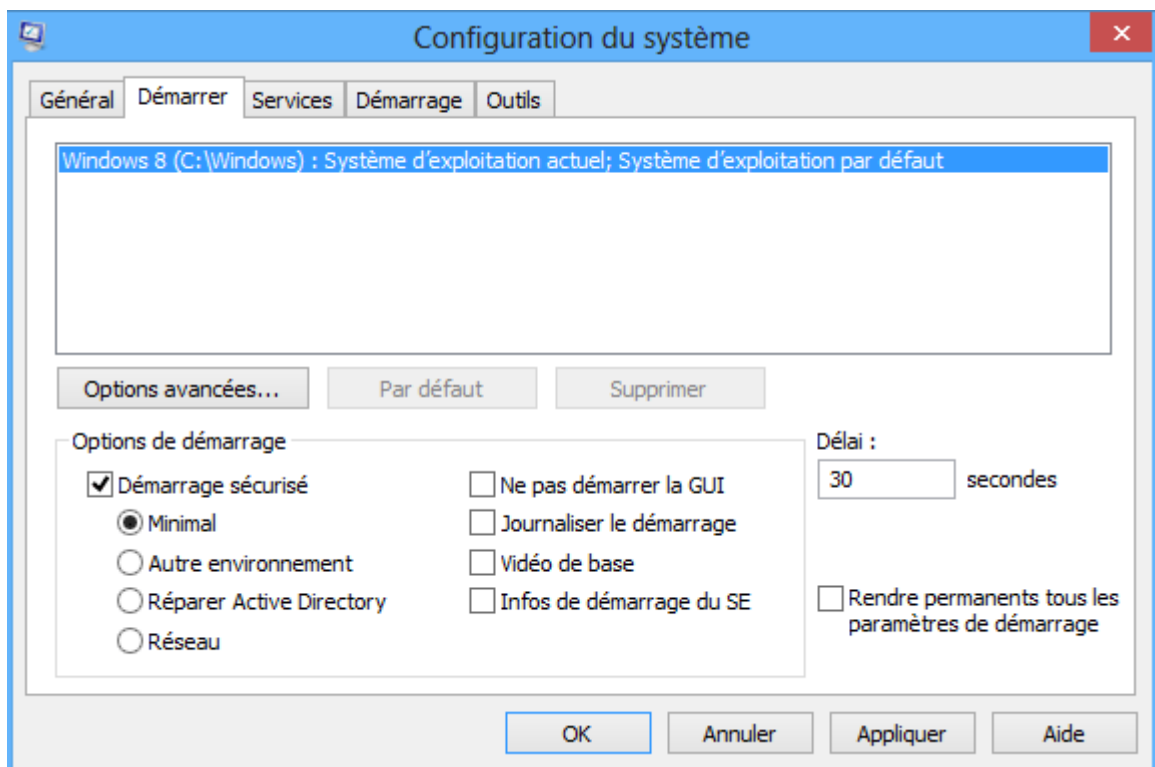 Configuration du système
Général Démarrer Services Démarrage Outils
Windows 8 (C:\Windows) : Système d’exploitation actuel; Système d’exploitation par défaut
Options avancées... Par défaut Supprimer
Options de démarrage
Délai :
Démarrage sécurisé
Ne pas démarrer la GUI
30 secondes
Minimal
Journaliser le démarrage
Autre environnement
Vidéo de base
Réparer Active Directory
Infos de démarrage du SE
Rendre permanents tous les
paramètres de démarrage
Réseau
OK Annuler Appliquer Aide